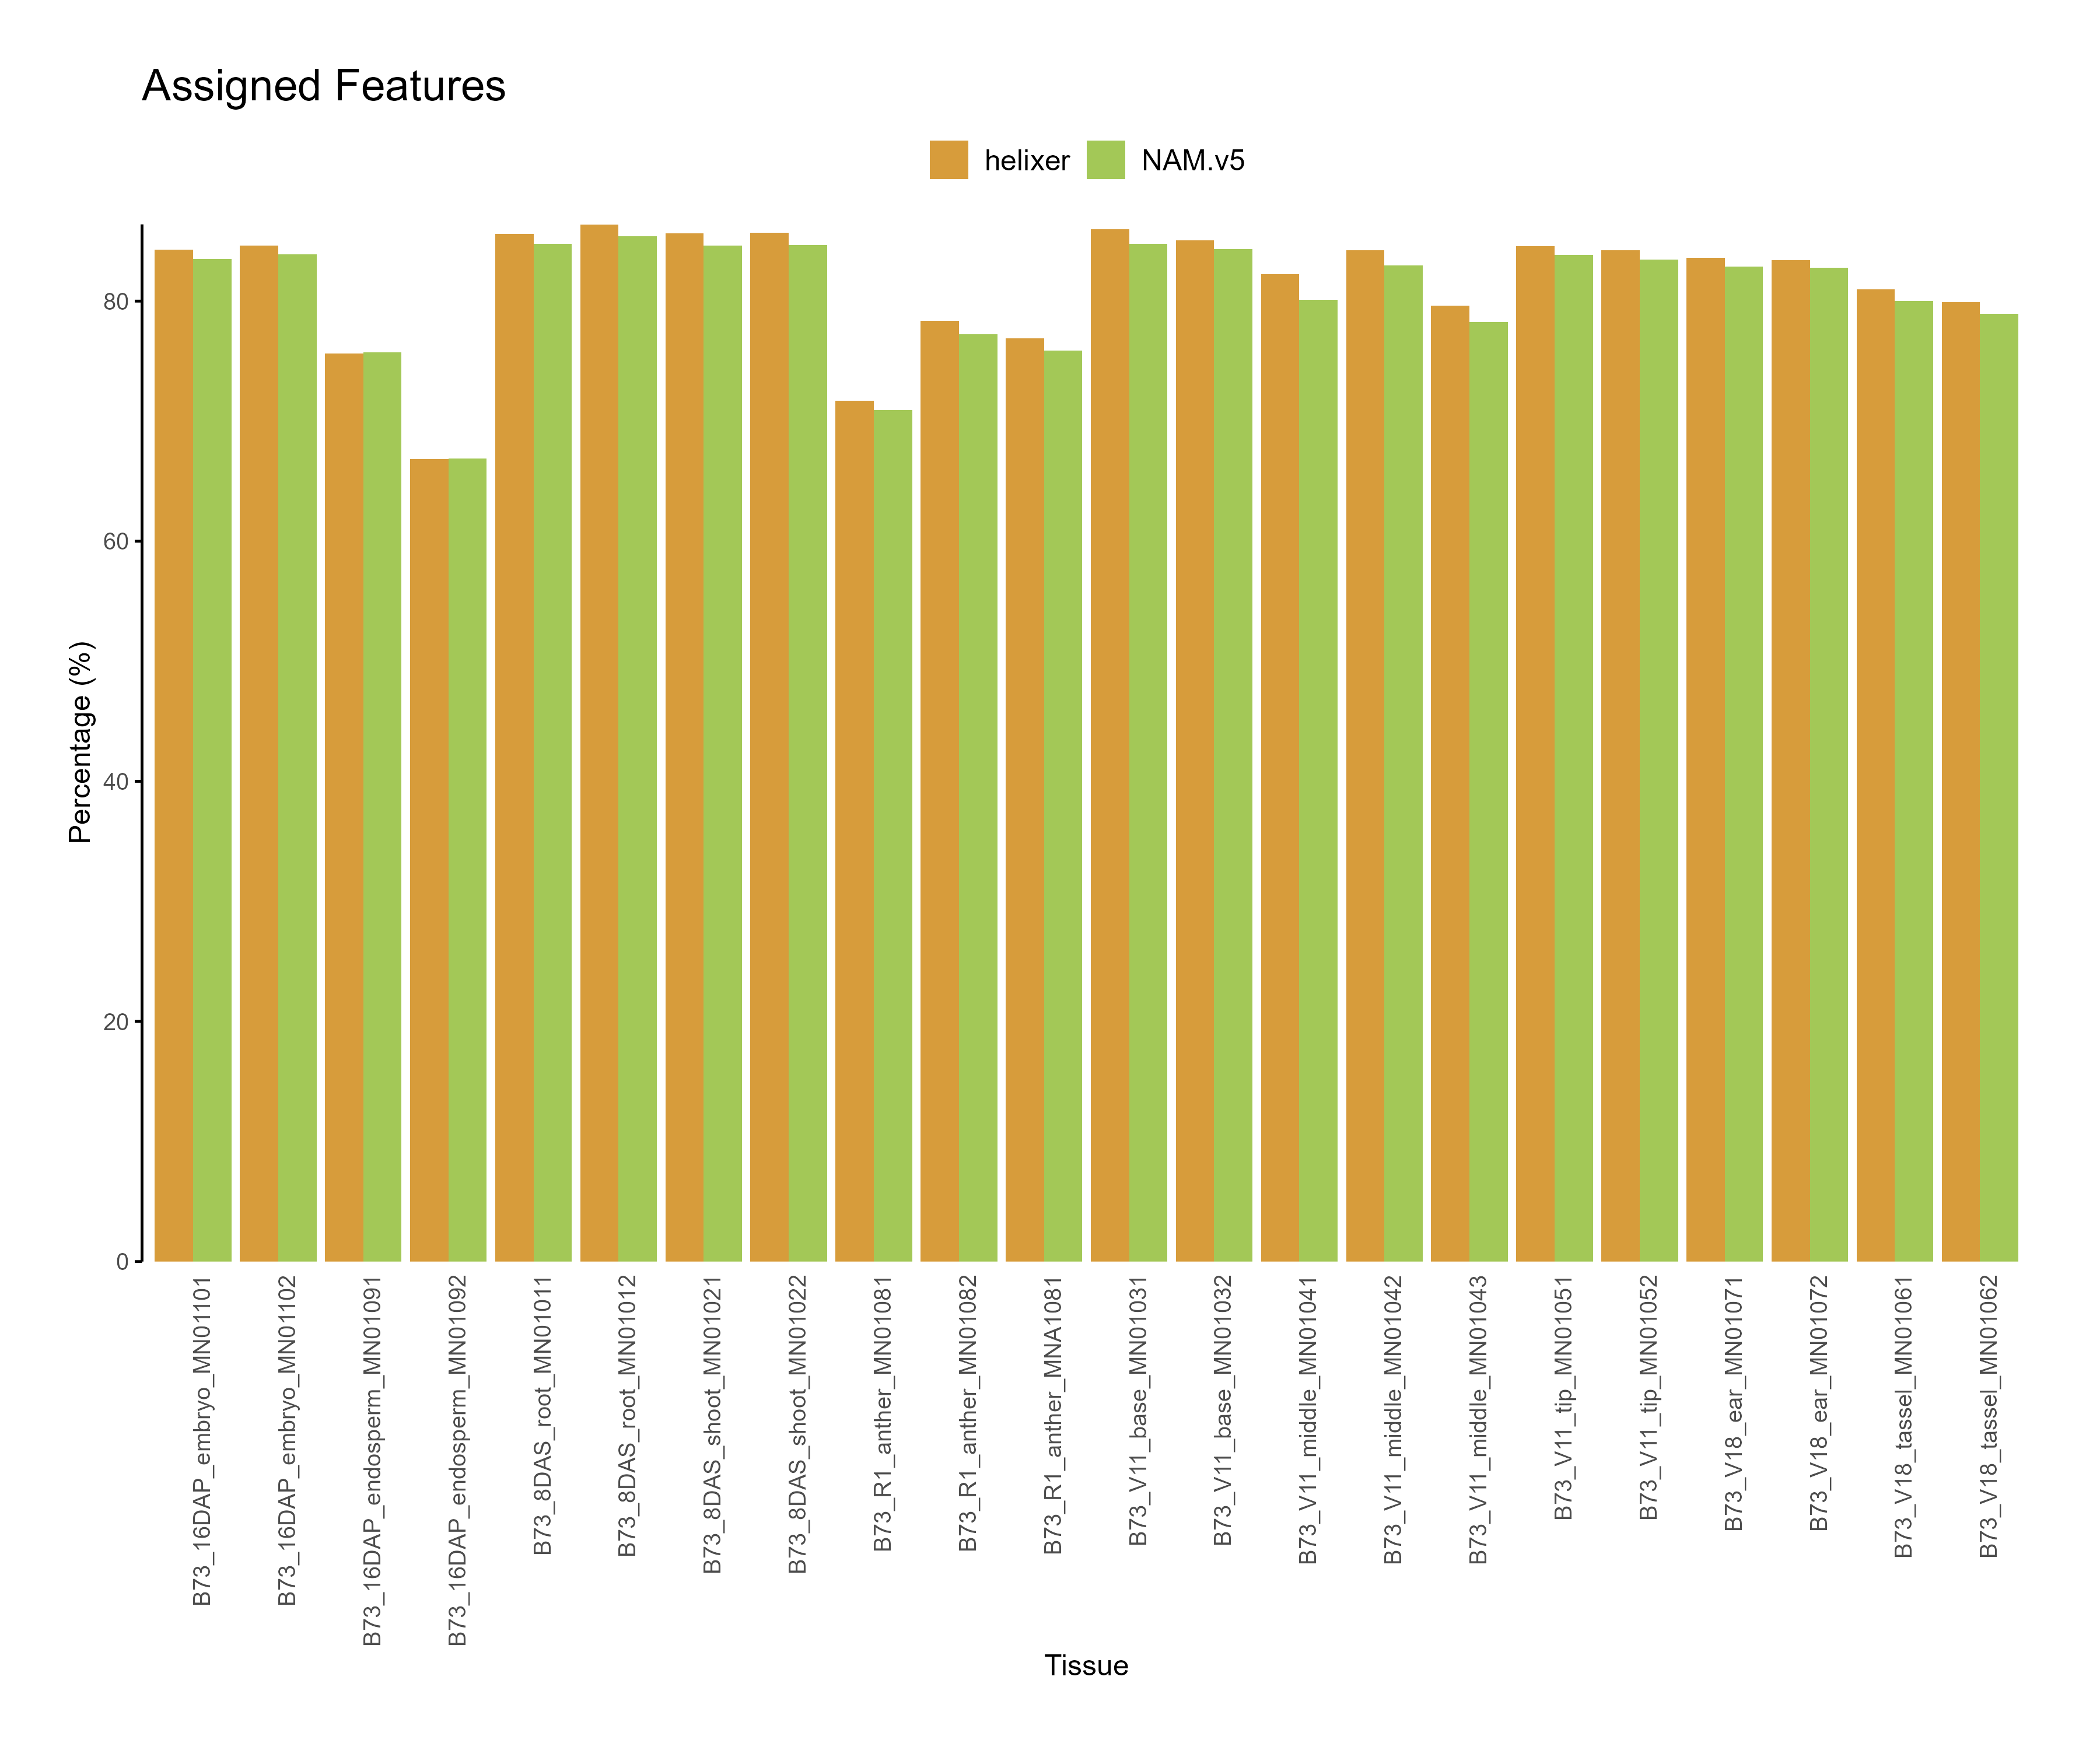 Assigned Features
helixer
NAM.v5
Percentage (%)
80
60
40
20
0
B73_16DAP_embryo_MN01101
B73_16DAP_embryo_MN01102
B73_16DAP_endosperm_MN01091
B73_16DAP_endosperm_MN01092
B73_8DAS_root_MN01011
B73_8DAS_root_MN01012
B73_8DAS_shoot_MN01021
B73_8DAS_shoot_MN01022
B73_R1_anther_MN01081
B73_R1_anther_MN01082
B73_R1_anther_MNA1081
B73_V11_base_MN01031
B73_V11_base_MN01032
B73_V11_middle_MN01041
B73_V11_middle_MN01042
B73_V11_middle_MN01043
B73_V11_tip_MN01051
B73_V11_tip_MN01052
B73_V18_ear_MN01071
B73_V18_ear_MN01072
B73_V18_tassel_MN01061
B73_V18_tassel_MN01062
Tissue